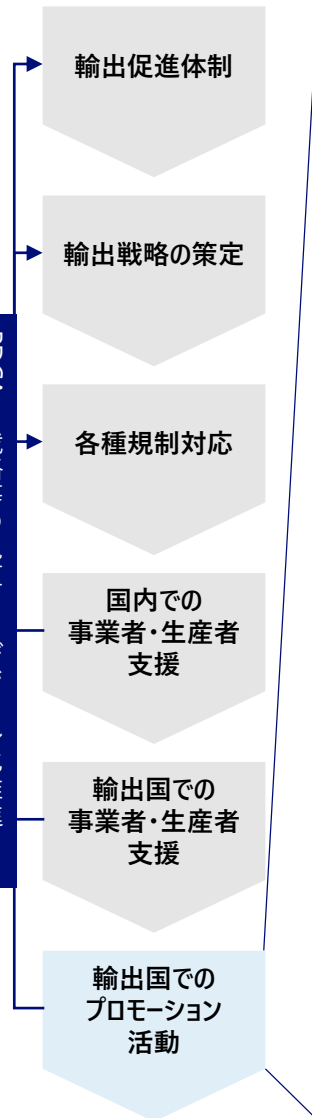 輸出促進体制
輸出戦略の策定
各種規制対応
国内での
事業者・生産者
支援
輸出国での
事業者・生産者
支援
輸出国での
プロモーション
活動